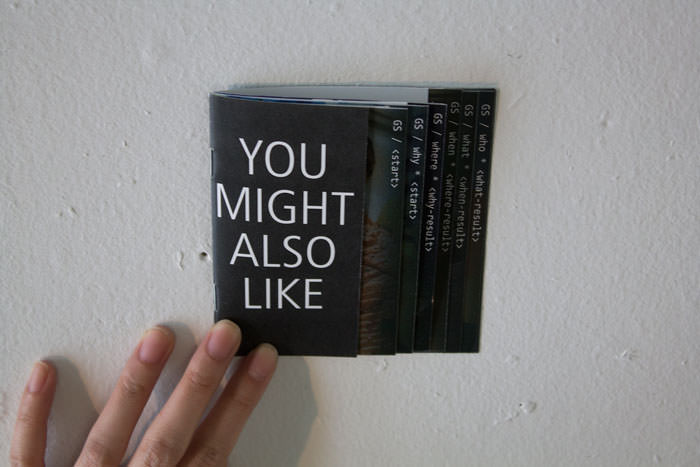 YOU
MIGHT
ALSO
LIKE
GS / <start>
GS / why * <start>
GS / where * <why-result>
GS / when * <where-result>
GS / what * <when-result>
GS / who * <what-result>